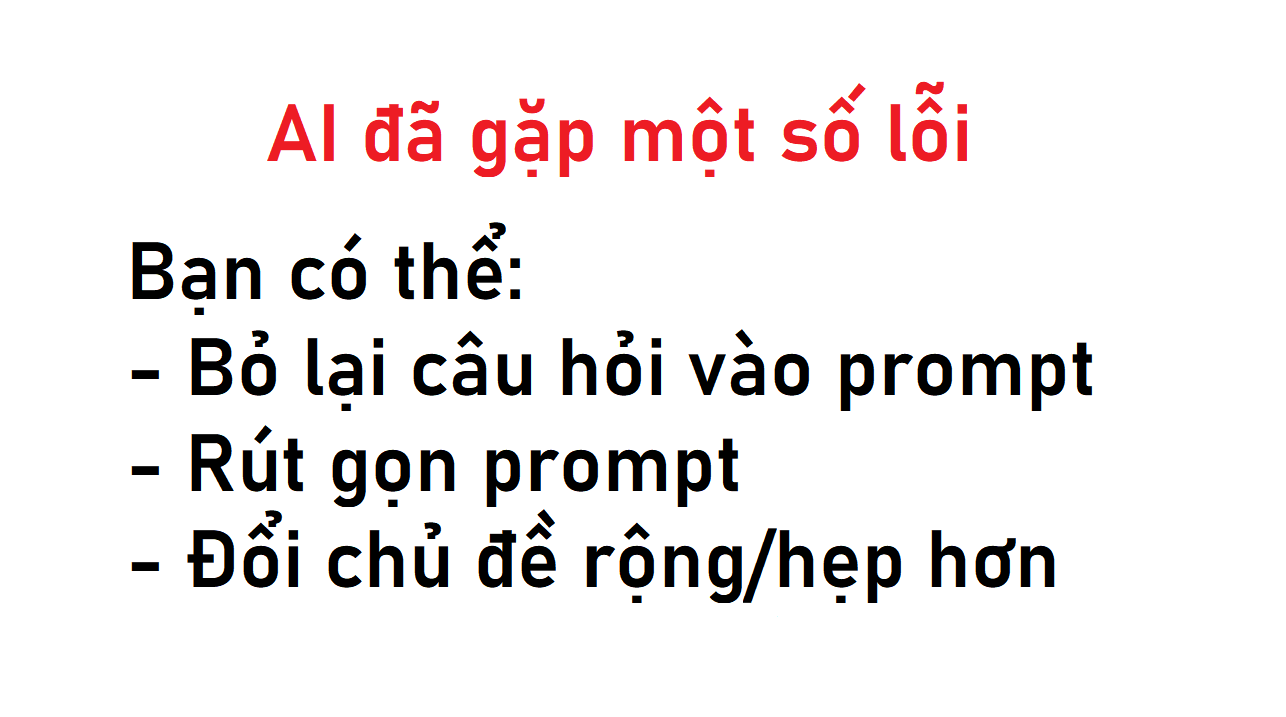 AI đã gặp một số lỗi
Bạn có thể:
- Bỏ lại câu hỏi vào prompt
- Rút gọn prompt
- Đổi chủ đề rộng/hẹp hơn